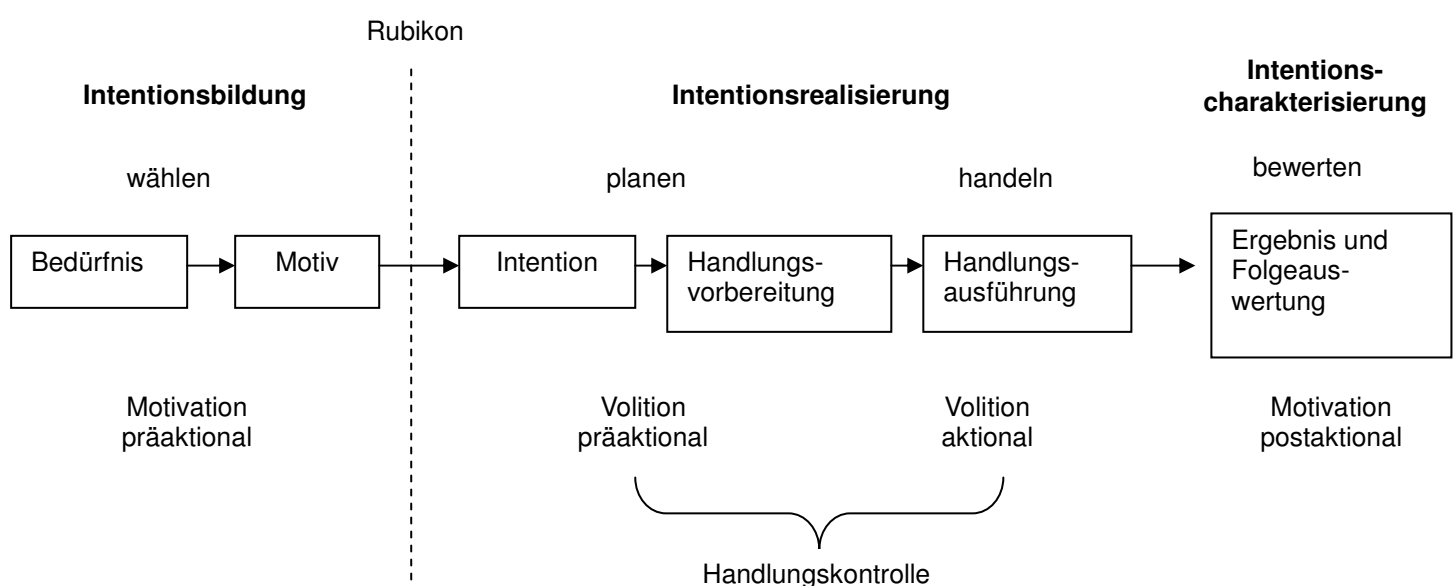 Rubikon
Intentionsbildung
Intentionsrealisierung
Intentions-
charakterisierung
wählen
planen
handeln
bewerten
Bedürfnis
Motiv
Intention
Handlungs-
vorbereitung
Handlungs-
ausführung
Ergebnis und
Folgeaus-
wertung
Motivation
präaktional
Volition
präaktional
Volition
aktional
Motivation
postaktional
Handlungskontrolle